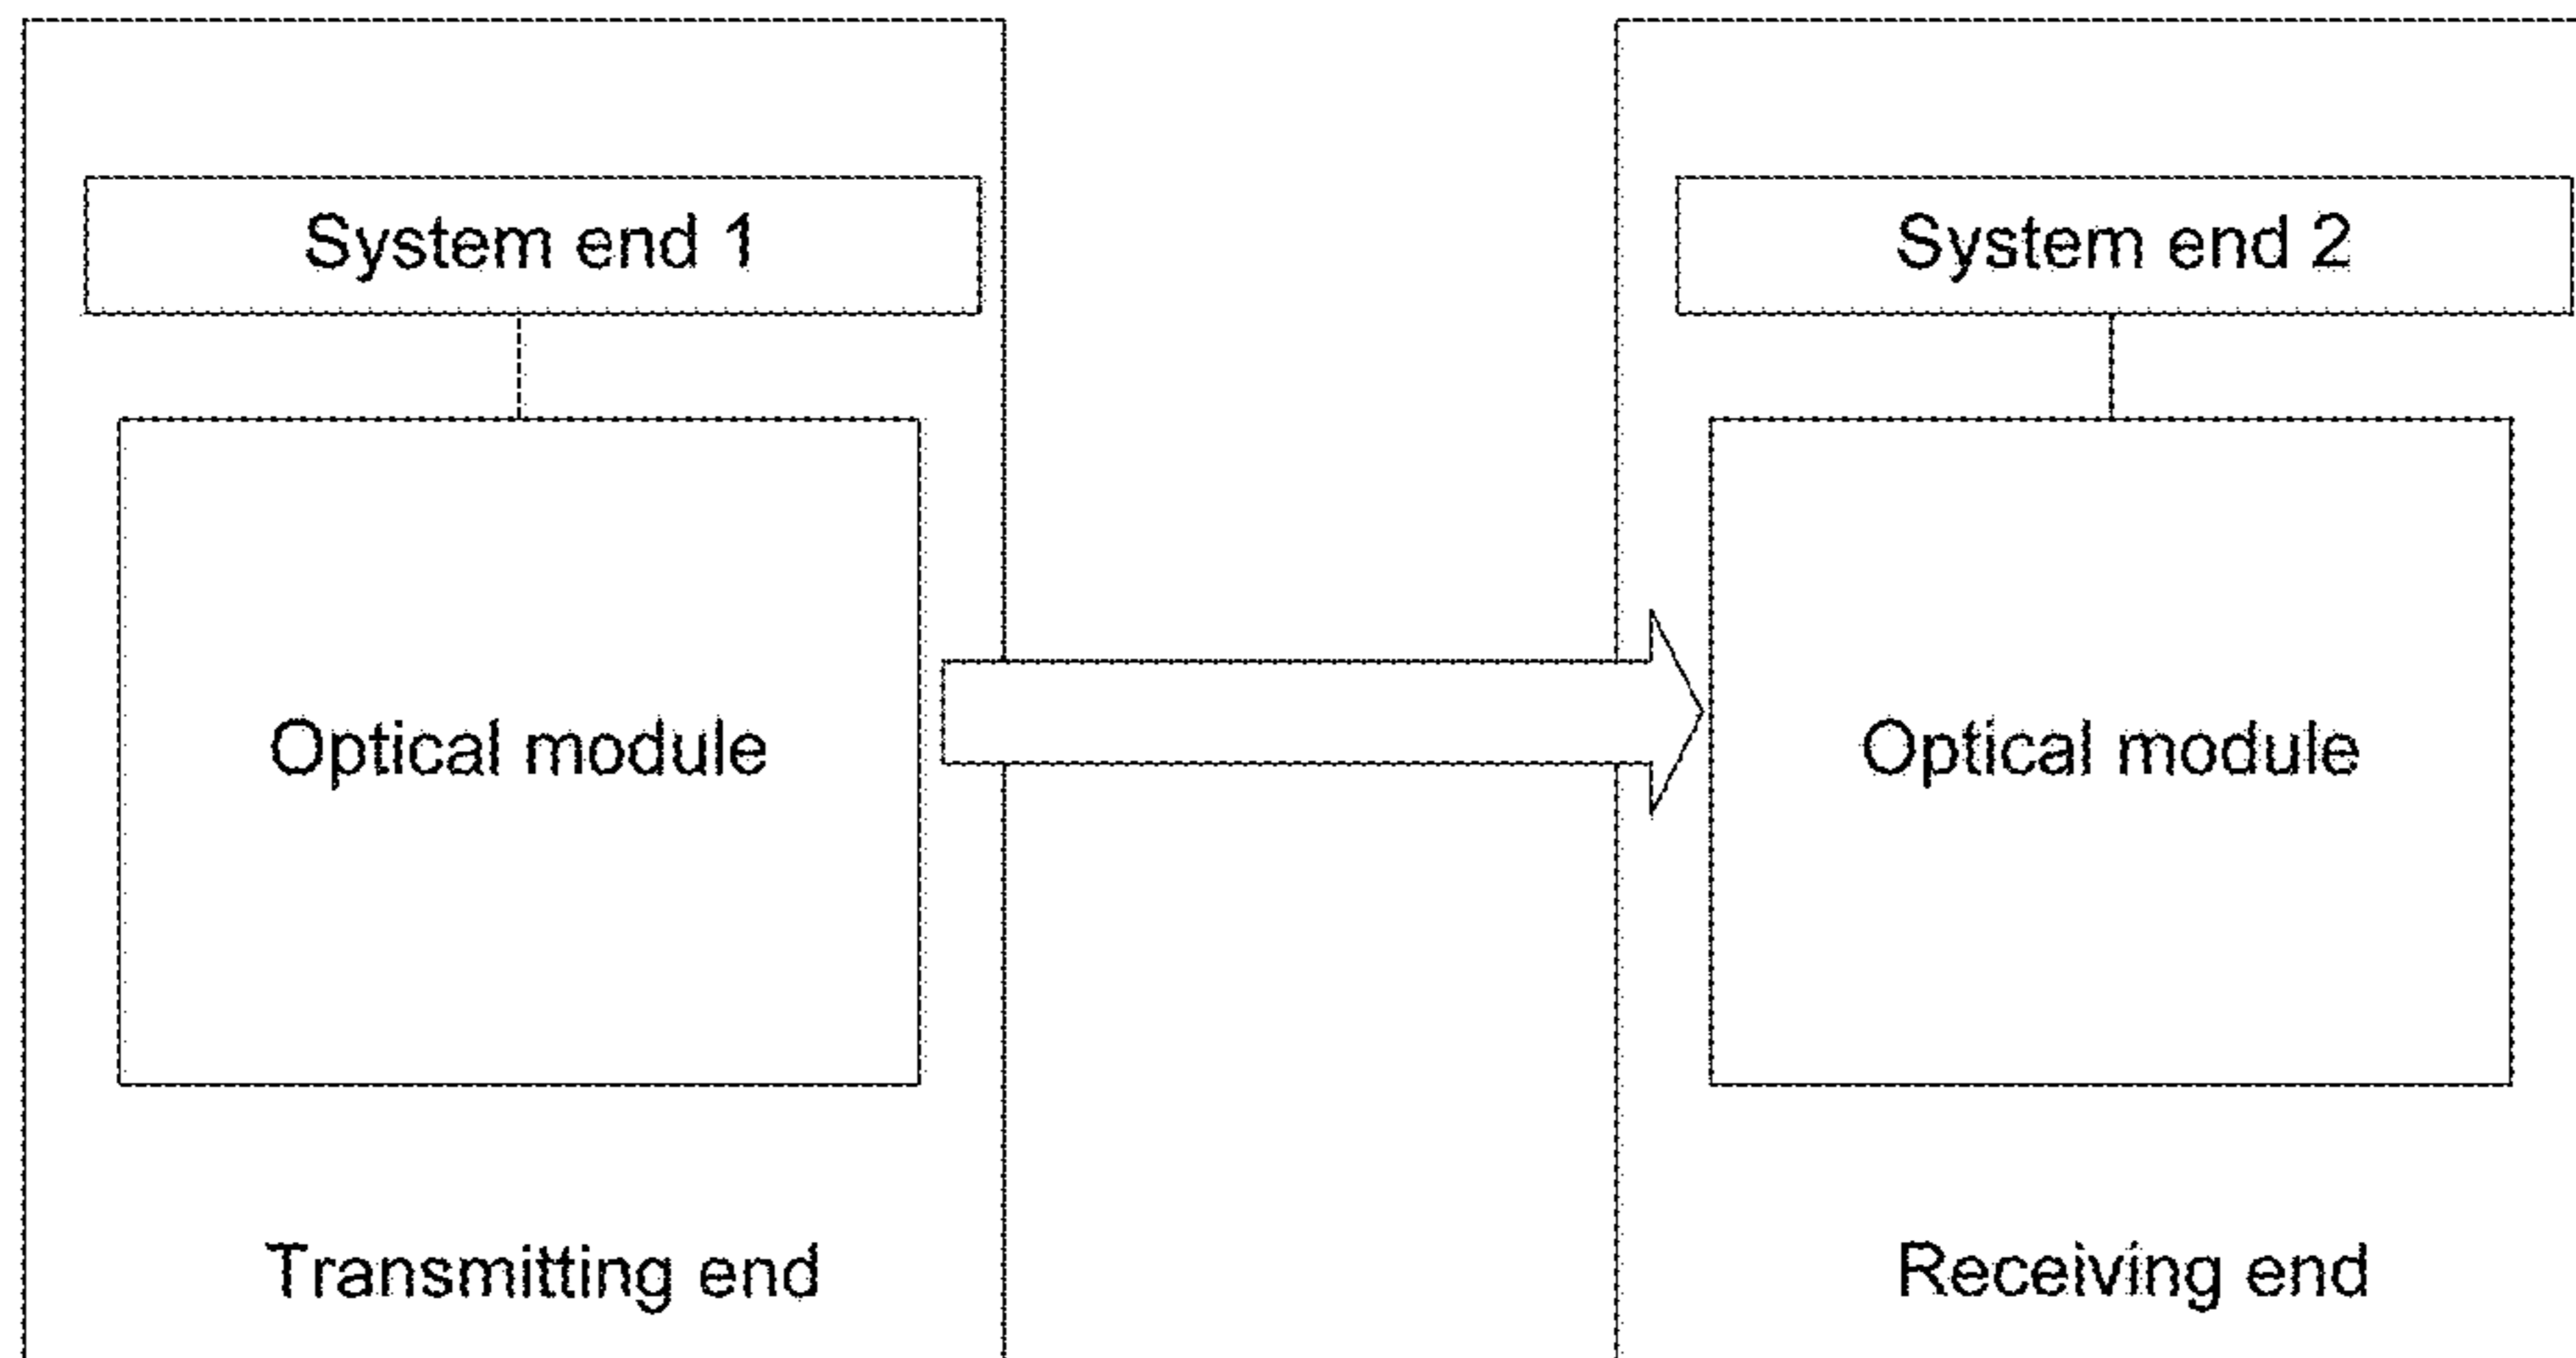 System end 1
System end 2
Optical module
Optical module
Transmitting end
Receiving end